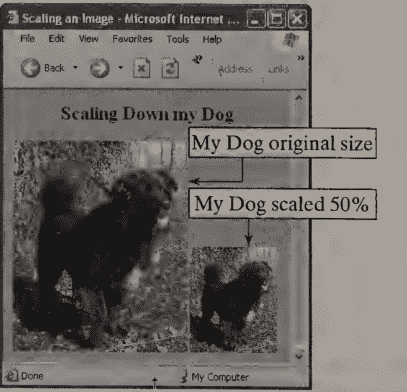 Scaling an Image - Microsoft Internet ...
File Edit View Favorites Tools Help
Back Address Links
Scaling Down my Dog
My Dog original size
My Dog scaled 50%
Done My Computer